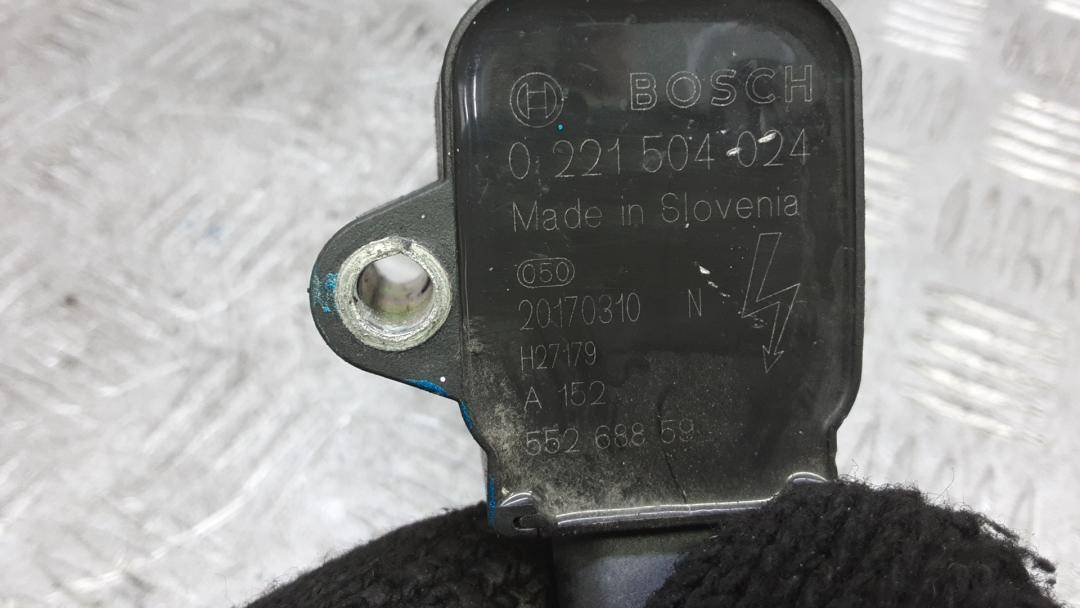 BOSCH
0 221 504 024
Made in Slovenia
050
20170310 N
H27179
A 152
552 688 59